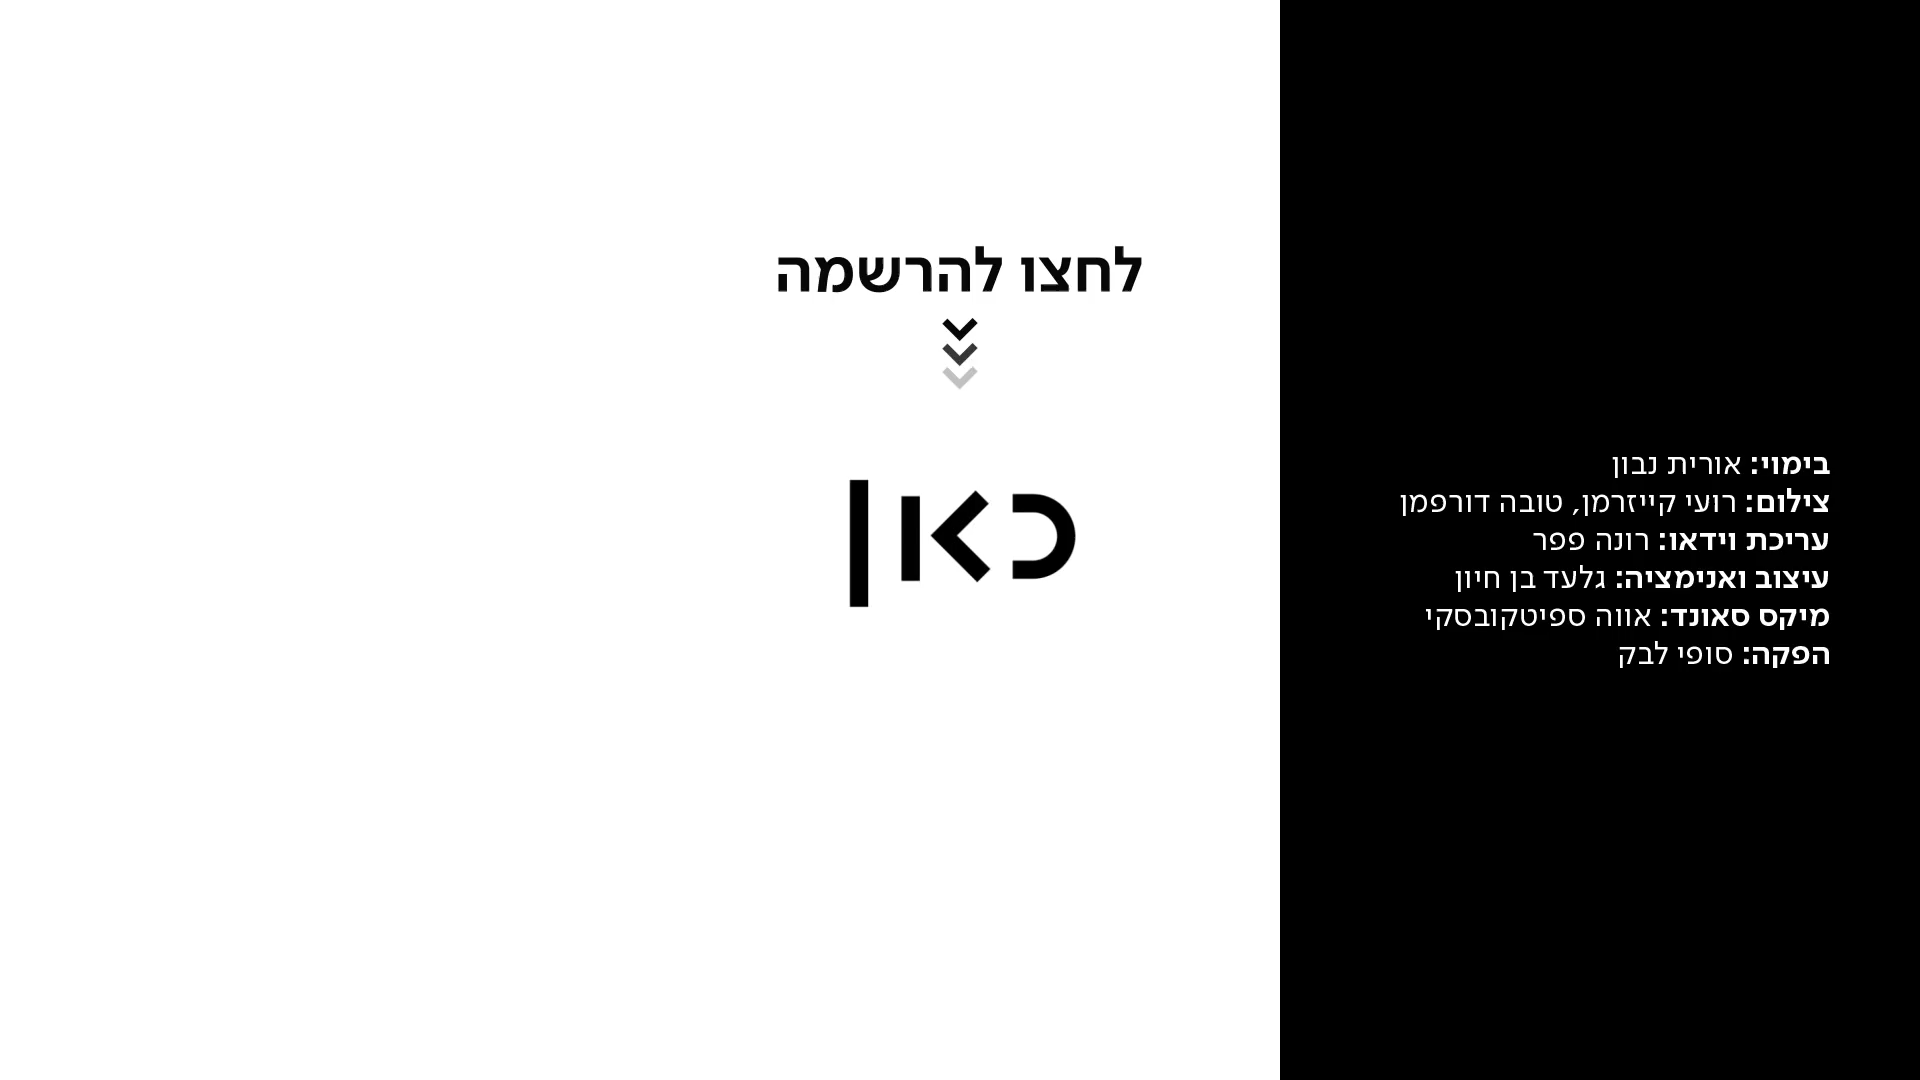 לחצו להרשמה
כאן
בימוי: אורית נבון
צילום: רועי קייזרמן, טובה דורפמן
עריכת וידאו: רונה פפר
עיצוב ואנימציה: גלעד בן חיון
מיקס סאונד: אווה ספיטקובסקי
הפקה: סופי לבק